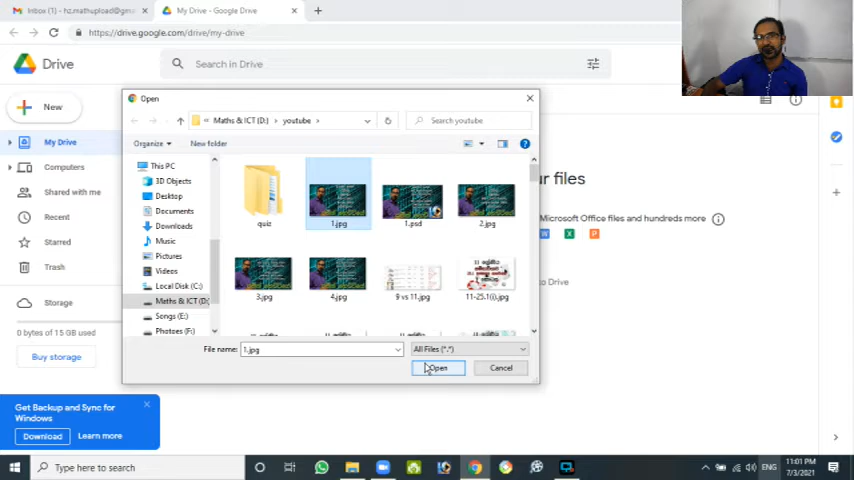 Inbox (1) - hz.mathupload@gma
My Drive - Google Drive
https://drive.google.com/drive/my-drive
Drive
Search in Drive
New
My Drive
Computers
Shared with me
Recent
Starred
Trash
Storage
0 bytes of 15 GB used
Buy storage
Get Backup and Sync for
Windows
Download
Learn more
Open
Maths & ICT (D:) › youtube ›
Search youtube
Organize
New folder
This PC
3D Objects
Desktop
Documents
Downloads
Music
Pictures
Videos
Local Disk (C:)
Maths & ICT (D:
Songs (E:)
Photoes (F:)
quiz
1.jpg
1.psd
2.jpg
3.jpg
4.jpg
9 vs 11.jpg
11-25.1(i).jpg
File name:
1.jpg
All Files (*.*)
Open
Cancel
ur files
Microsoft Office files and hundreds more
W
X
P
to Drive
Type here to search
ENG
11:01 PM
7/3/2021